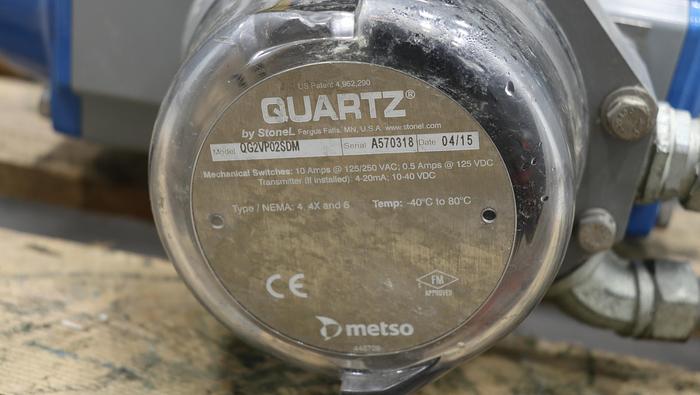 US Patent 4,962,290
QUARTZ®
by StoneL Fergus Falls, MN, U.S.A. www.stonel.com
Model QG2VP02SDM Serial A570318 Date 04/15
Mechanical Switches: 10 Amps @ 125/250 VAC; 0.5 Amps @ 125 VDC
Transmitter (If installed): 4-20mA; 10-40 VDC
Type / NEMA: 4, 4X and 6 Temp: -40°C to 80°C
CE
FM
APPROVED
metso